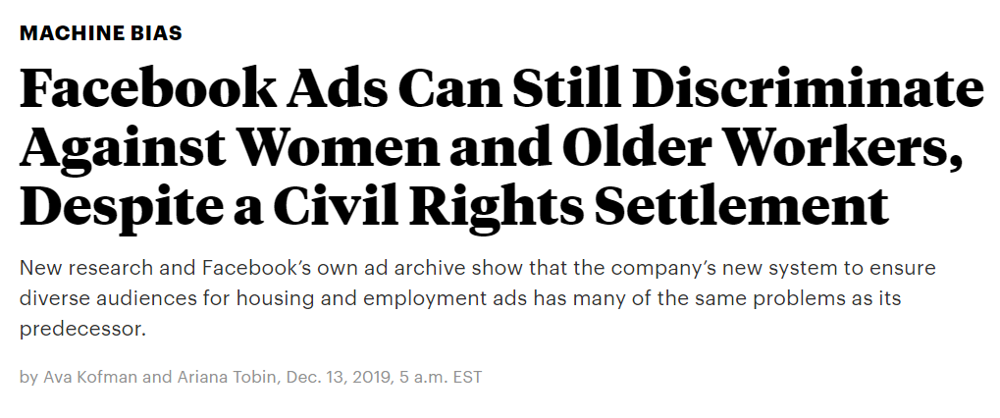 MACHINE BIAS
Facebook Ads Can Still Discriminate
Against Women and Older Workers,
Despite a Civil Rights Settlement
New research and Facebook’s own ad archive show that the company’s new system to ensure
diverse audiences for housing and employment ads has many of the same problems as its
predecessor.
by Ava Kofman and Ariana Tobin, Dec. 13, 2019, 5 a.m. EST